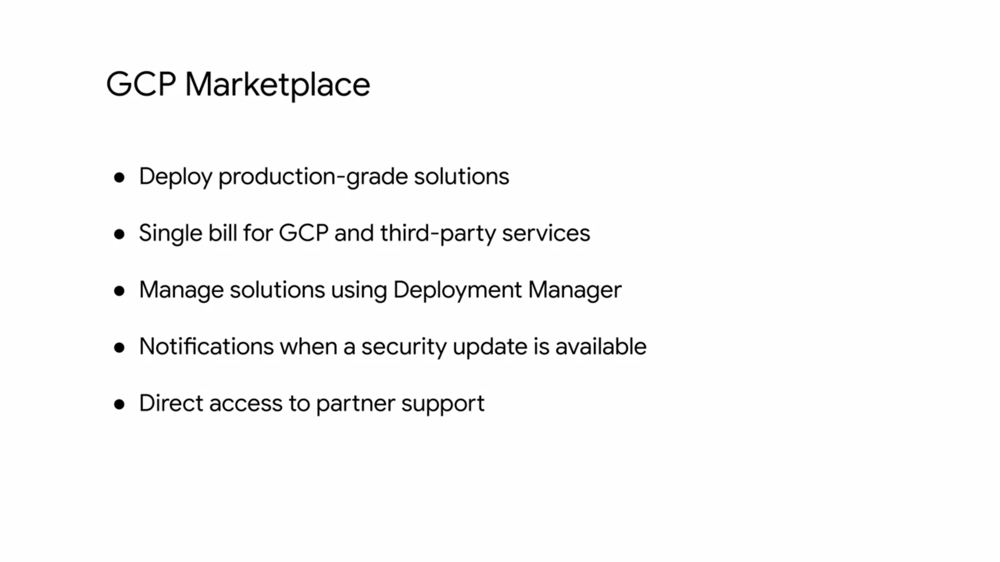 GCP Marketplace
● Deploy production-grade solutions
● Single bill for GCP and third-party services
● Manage solutions using Deployment Manager
● Notifications when a security update is available
● Direct access to partner support